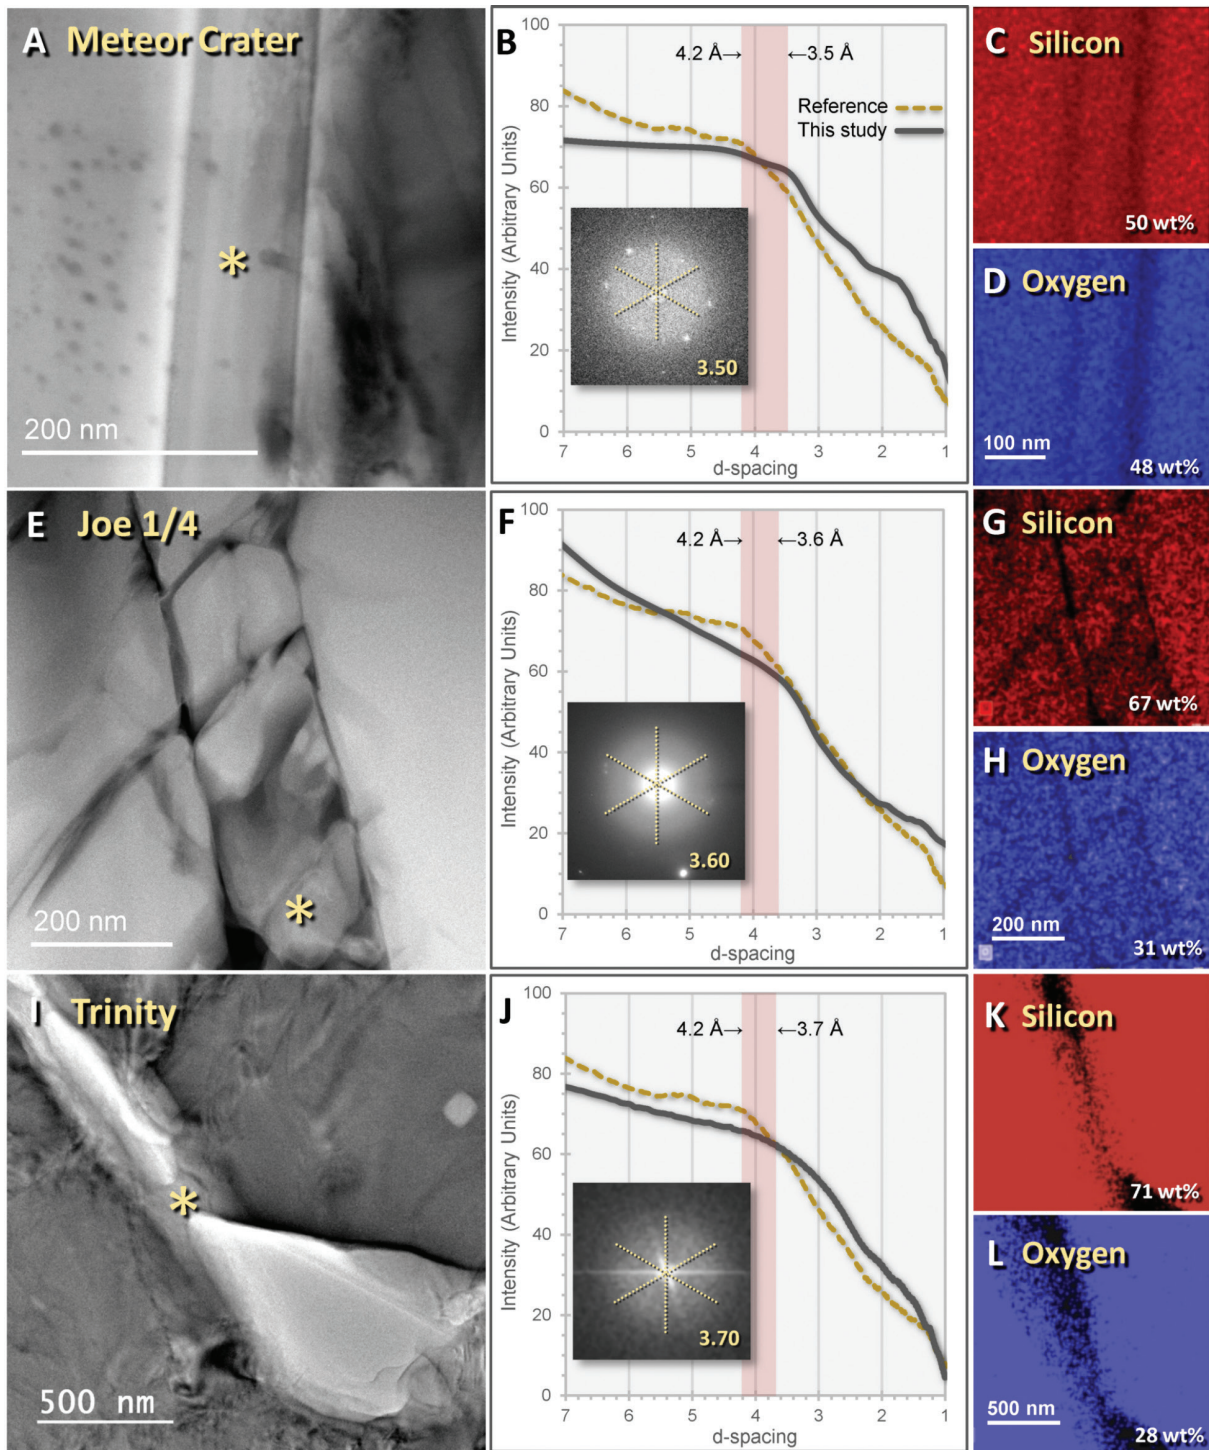 A Meteor Crater
*
200 nm
B
4.2 Å→ ←3.5 Å
Reference
This study
Intensity (Arbitrary Units)
100
80
60
40
20
0
3.50
7 6 5 4 3 2 1
d-spacing
C Silicon
50 wt%
D Oxygen
100 nm
48 wt%
E Joe 1/4
*
200 nm
F
4.2 Å→ ←3.6 Å
Intensity (Arbitrary Units)
100
80
60
40
20
0
3.60
7 6 5 4 3 2 1
d-spacing
G Silicon
67 wt%
H Oxygen
200 nm
31 wt%
I Trinity
*
500 nm
J
4.2 Å→ ←3.7 Å
Intensity (Arbitrary Units)
100
80
60
40
20
0
3.70
7 6 5 4 3 2 1
d-spacing
K Silicon
71 wt%
L Oxygen
500 nm
28 wt%